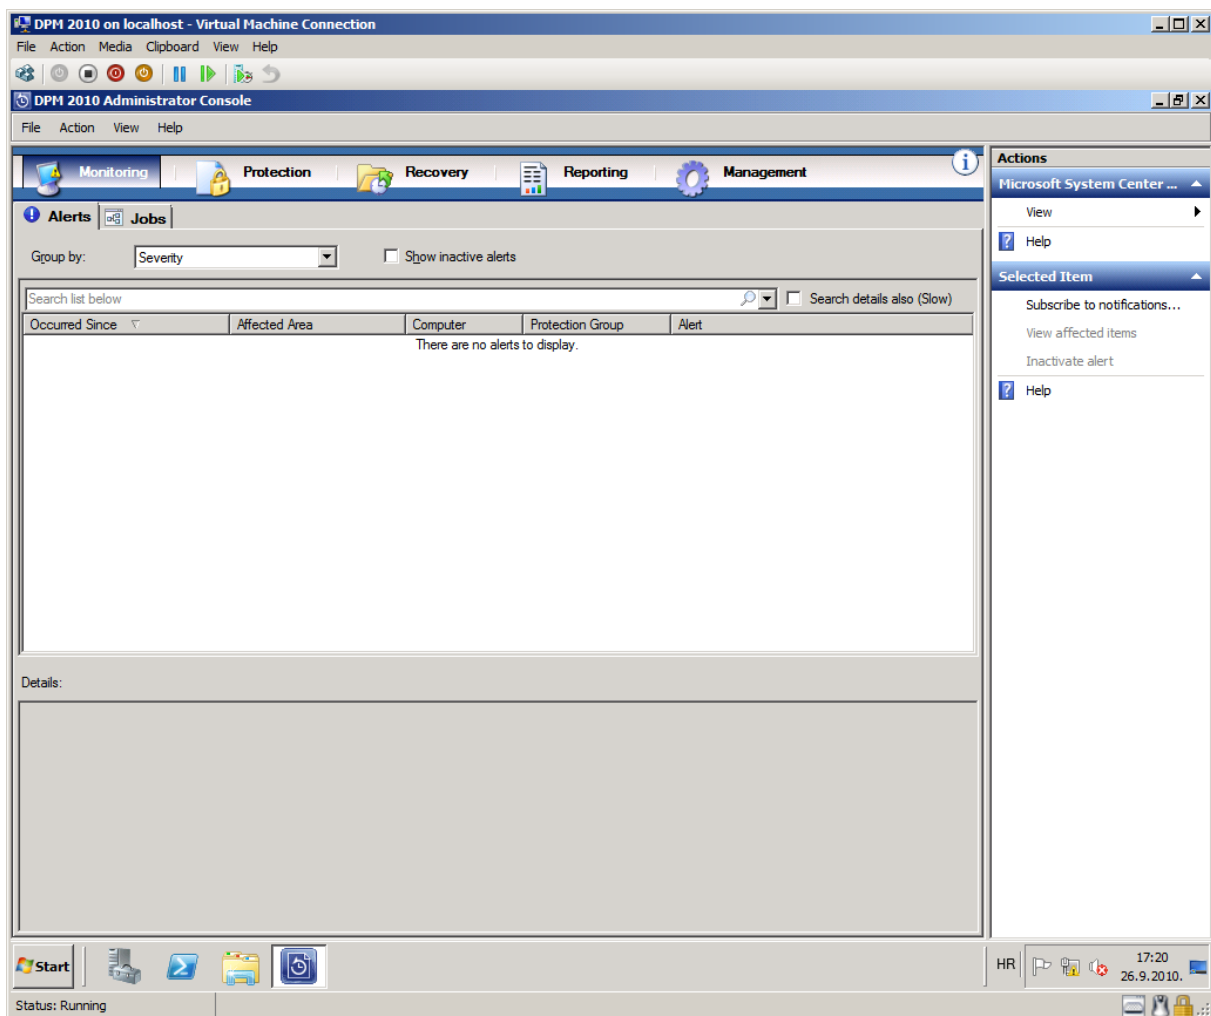 DPM 2010 on localhost - Virtual Machine Connection
File Action Media Clipboard View Help
DPM 2010 Administrator Console
File Action View Help
Monitoring Protection Recovery Reporting Management
Alerts Jobs
Group by: Severity Show inactive alerts
Search list below Search details also (Slow)
Occurred Since Affected Area Computer Protection Group Alert
There are no alerts to display.
Details:
Actions
Microsoft System Center ...
View
Help
Selected Item
Subscribe to notifications...
View affected items
Inactivate alert
Help
Start HR 17:20
26.9.2010.
Status: Running